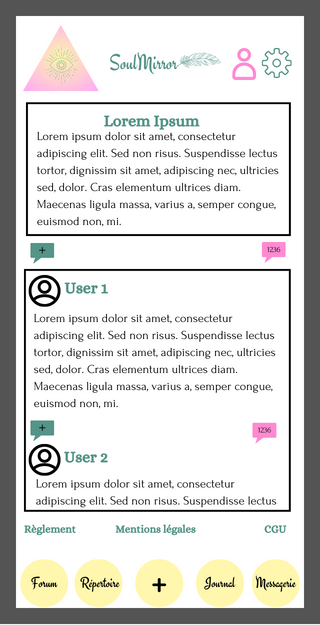 SoulMirror
Lorem Ipsum
Lorem ipsum dolor sit amet, consectetur
adipiscing elit. Sed non risus. Suspendisse lectus
tortor, dignissim sit amet, adipiscing nec, ultricies
sed, dolor. Cras elementum ultrices diam.
Maecenas ligula massa, varius a, semper congue,
euismod non, mi.
+
1236
User 1
Lorem ipsum dolor sit amet, consectetur
adipiscing elit. Sed non risus. Suspendisse lectus
tortor, dignissim sit amet, adipiscing nec, ultricies
sed, dolor. Cras elementum ultrices diam.
Maecenas ligula massa, varius a, semper congue,
euismod non, mi.
+
1236
User 2
Lorem ipsum dolor sit amet, consectetur
adipiscing elit. Sed non risus. Suspendisse lectus
Règlement Mentions légales CGU
Forum Répertoire + Journal Messagerie